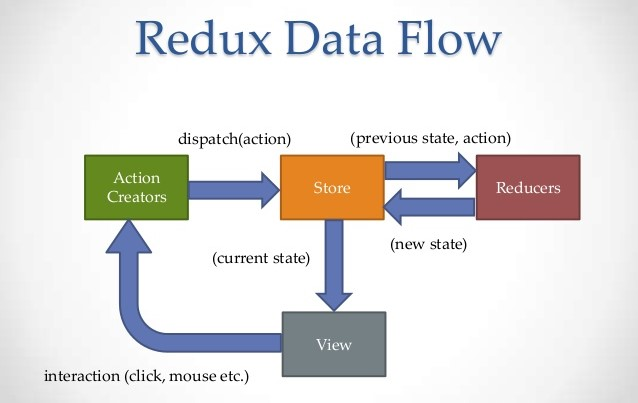 Redux Data Flow
dispatch(action)
(previous state, action)
Action
Creators
Store
Reducers
(new state)
(current state)
View
interaction (click, mouse etc.)